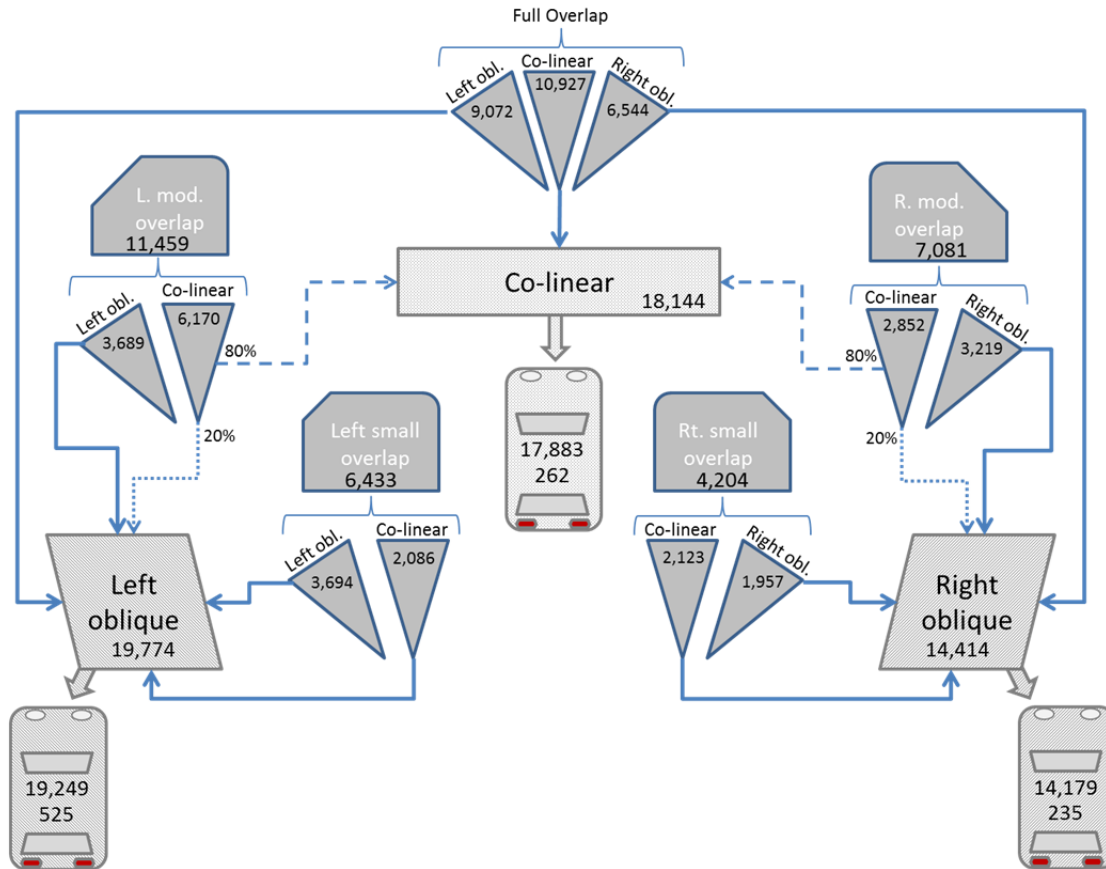 Full Overlap
Left obl.
Co-linear
Right obl.
9,072
10,927
6,544
L. mod.
overlap
11,459
R. mod.
overlap
7,081
Co-linear
18,144
Left obl.
Co-linear
3,689
6,170
80%
20%
Co-linear
Right obl.
2,852
3,219
80%
20%
Left small
overlap
6,433
17,883
262
Rt. small
overlap
4,204
Left obl.
Co-linear
3,694
2,086
Co-linear
Right obl.
2,123
1,957
Left
oblique
19,774
Right
oblique
14,414
19,249
525
14,179
235